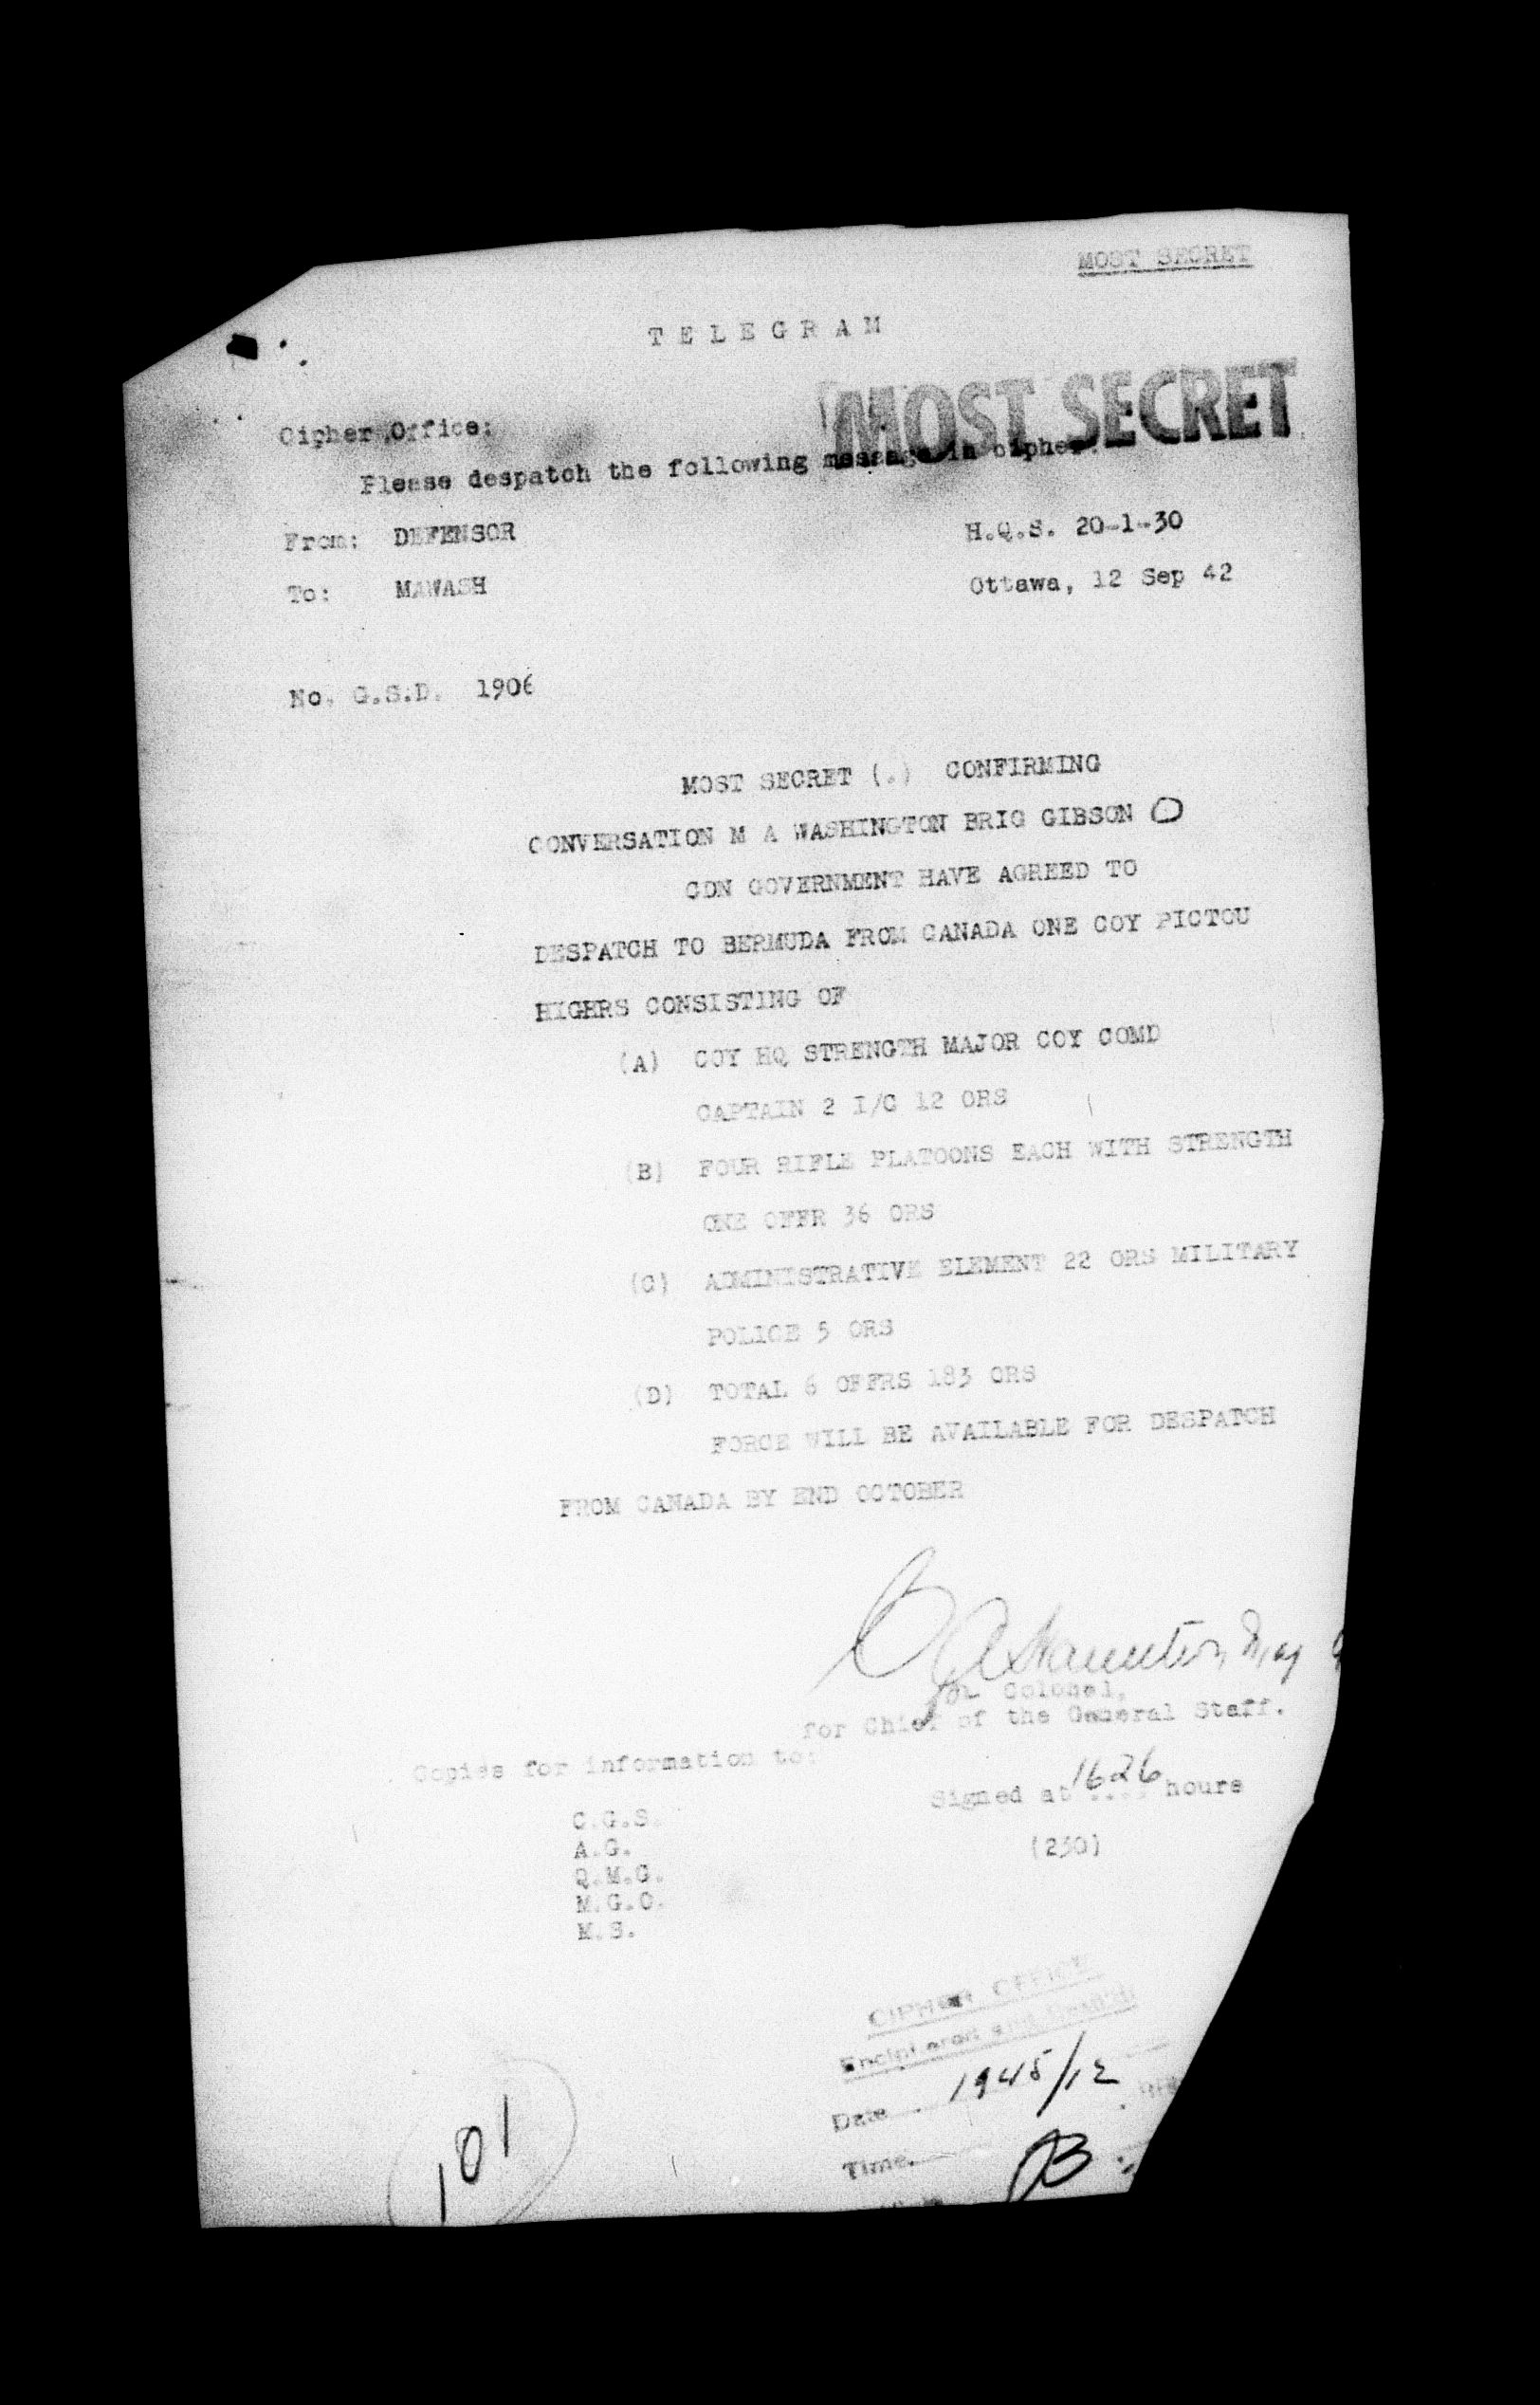 MOST SECRET
TELEGRAM
MOST SECRET
Cipher Office:
Please despatch the following message in cipher.
From: DEFENSOR
H.Q.S. 20-1-30
To: MAWASH
Ottawa, 12 Sep 42
No. G.S.D. 1906
MOST SECRET (.) CONFIRMING
CONVERSATION M A WASHINGTON BRIG GIBSON O
CDN GOVERNMENT HAVE AGREED TO
DESPATCH TO BERMUDA FROM CANADA ONE COY PICTOU
HIGHRS CONSISTING OF
(A) COY HQ STRENGTH MAJOR COY COMD
CAPTAIN 2 I/C 12 ORS
(B) FOUR RIFLE PLATOONS EACH WITH STRENGTH
ONE OFFR 36 ORS
(C) ADMINISTRATIVE ELEMENT 22 ORS MILITARY
POLICE 5 ORS
(D) TOTAL 6 OFFRS 183 ORS
FORCE WILL BE AVAILABLE FOR DESPATCH
FROM CANADA BY END OCTOBER
for Colonel,
for Chief of the General Staff.
Copies for information to:
Signed at 1626 hours
C.G.S.
(230)
A.G.
Q.M.G.
M.G.O.
M.S.
CIPHER OFFICE
Enciphered and
Date 1945/12
Time
101